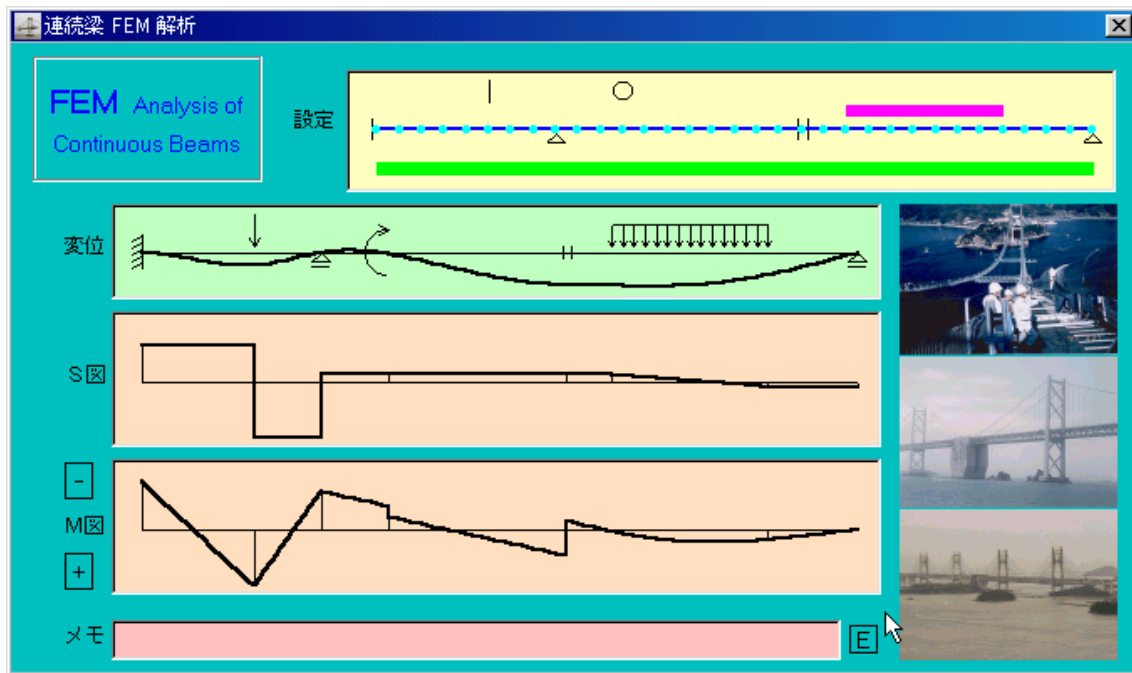 連続梁 FEM 解析
FEM Analysis of
Continuous Beams
設定
変位
S図
-
M図
+
メモ
E